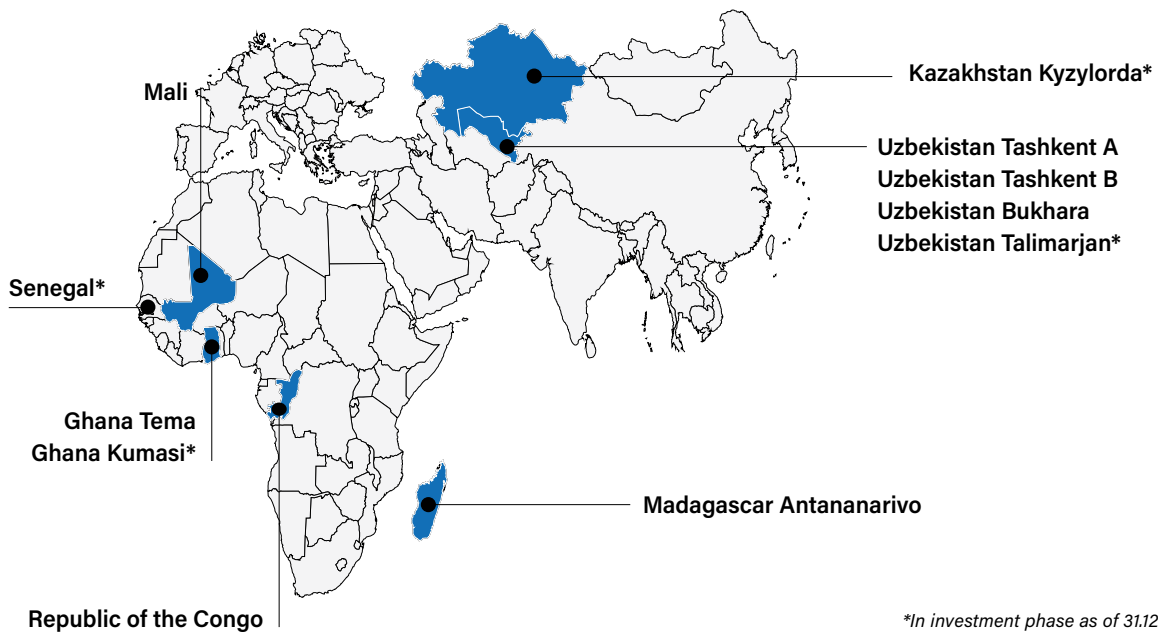 Mali
Kazakhstan Kyzylorda*
Uzbekistan Tashkent A
Uzbekistan Tashkent B
Uzbekistan Bukhara
Uzbekistan Talimarjan*
Senegal*
Ghana Tema
Ghana Kumasi*
Madagascar Antananarivo
Republic of the Congo
*In investment phase as of 31.12